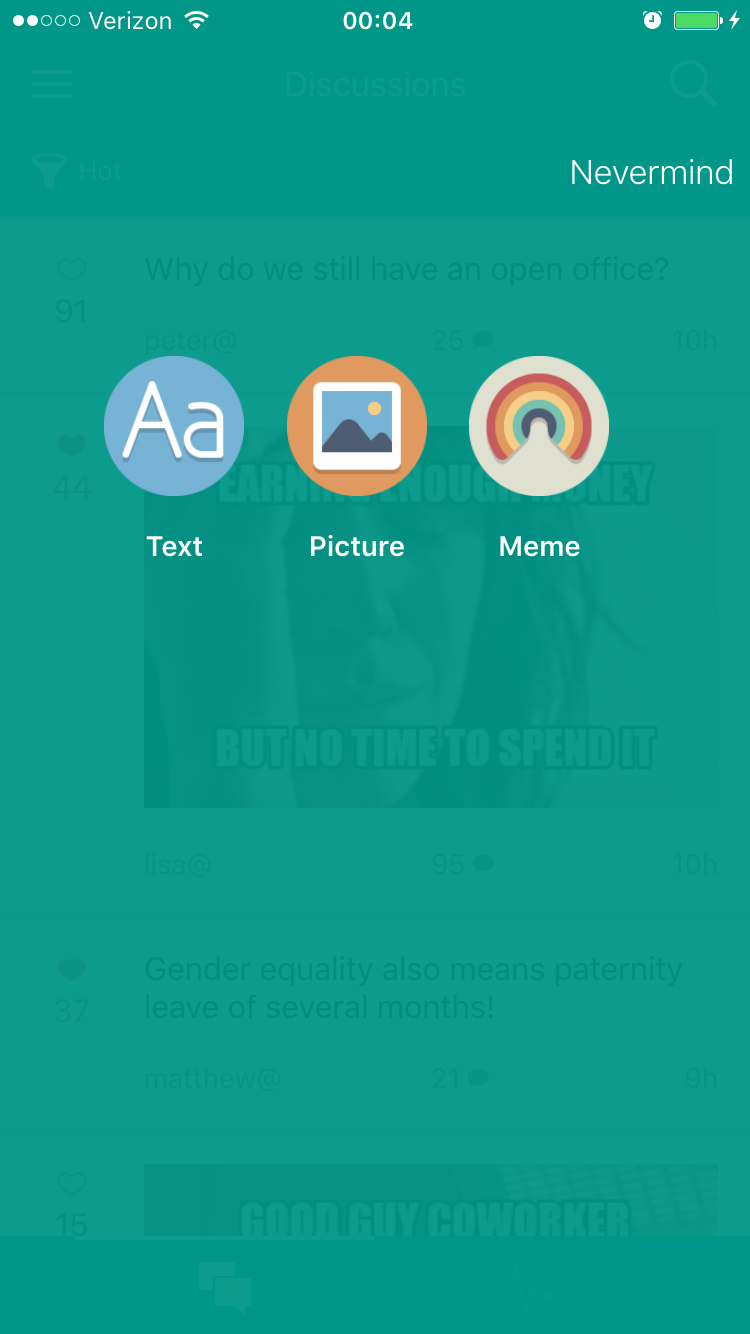 Verizon 00:04
Discussions
Hot
Nevermind
Why do we still have an open office?
91
peter@ 25 10h
Aa
44
EARNING ENOUGH MONEY
Text Picture Meme
BUT NO TIME TO SPEND IT
lisa@ 95 10h
Gender equality also means paternity
leave of several months!
37
matthew@ 21 9h
GOOD GUY COWORKER
15